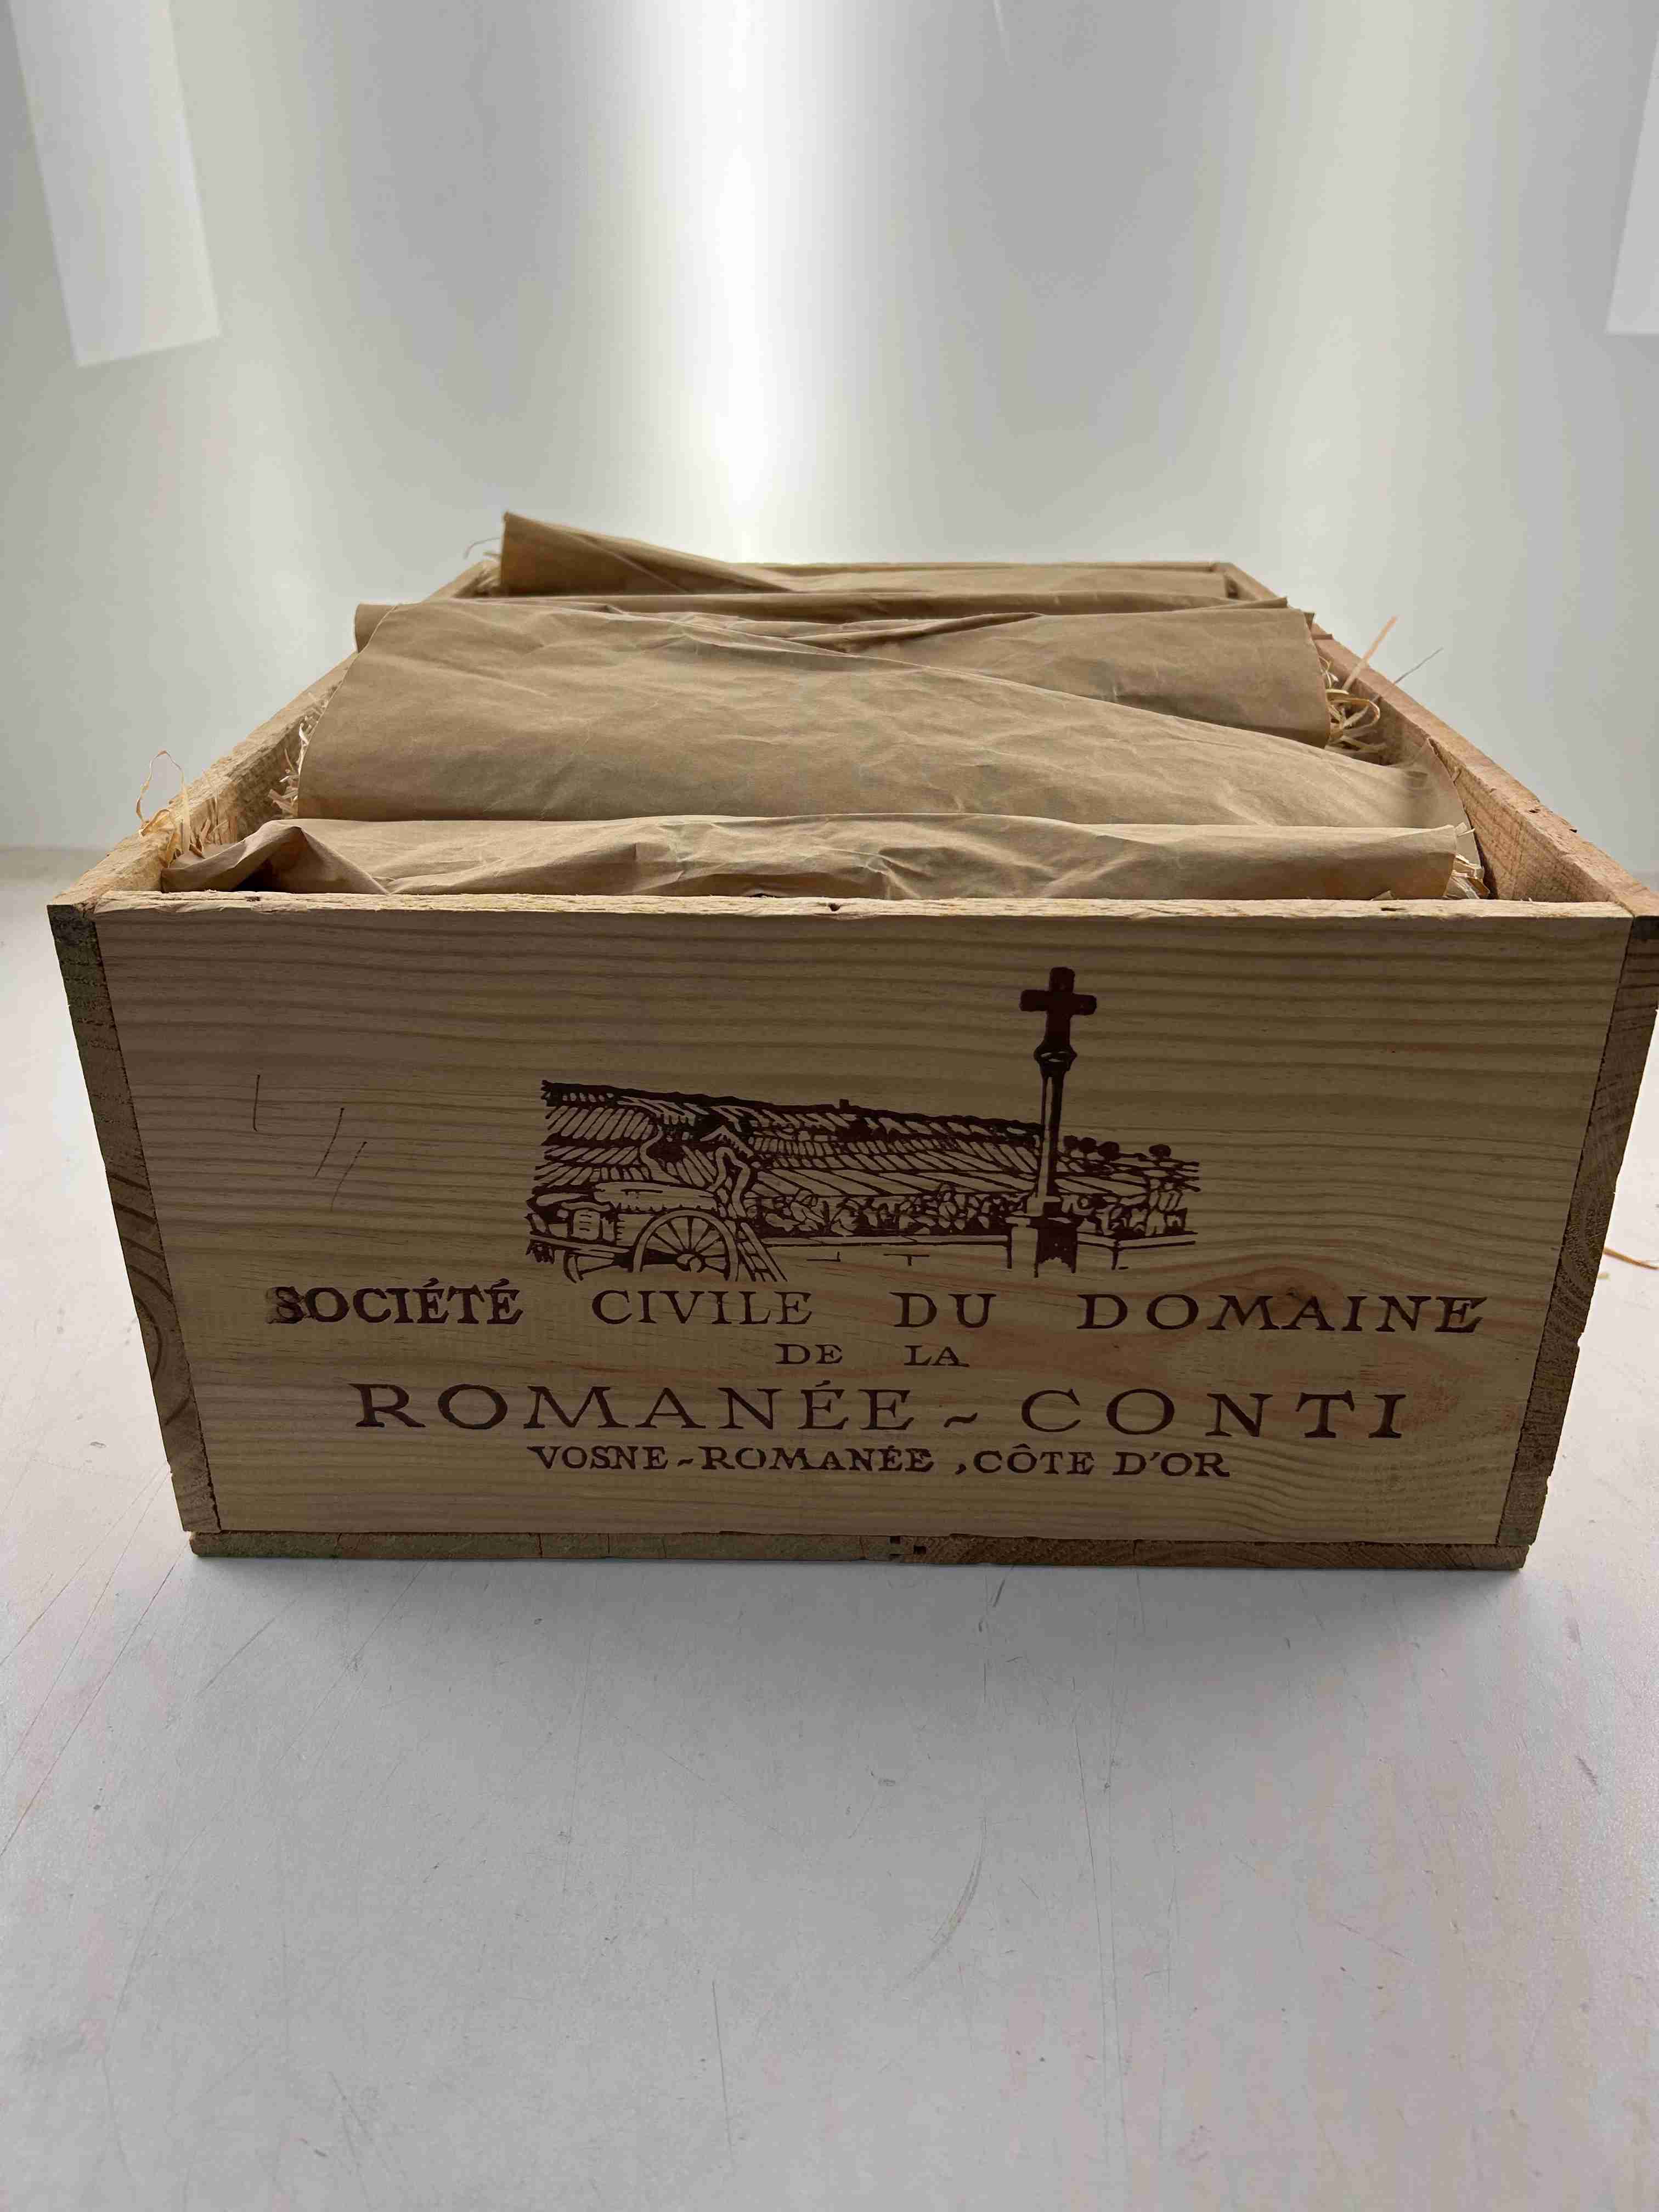 SOCIÉTÉ CIVILE DU DOMAINE
DE LA
ROMANÉE ~ CONTI
VOSNE-ROMANÉE , CÔTE D'OR